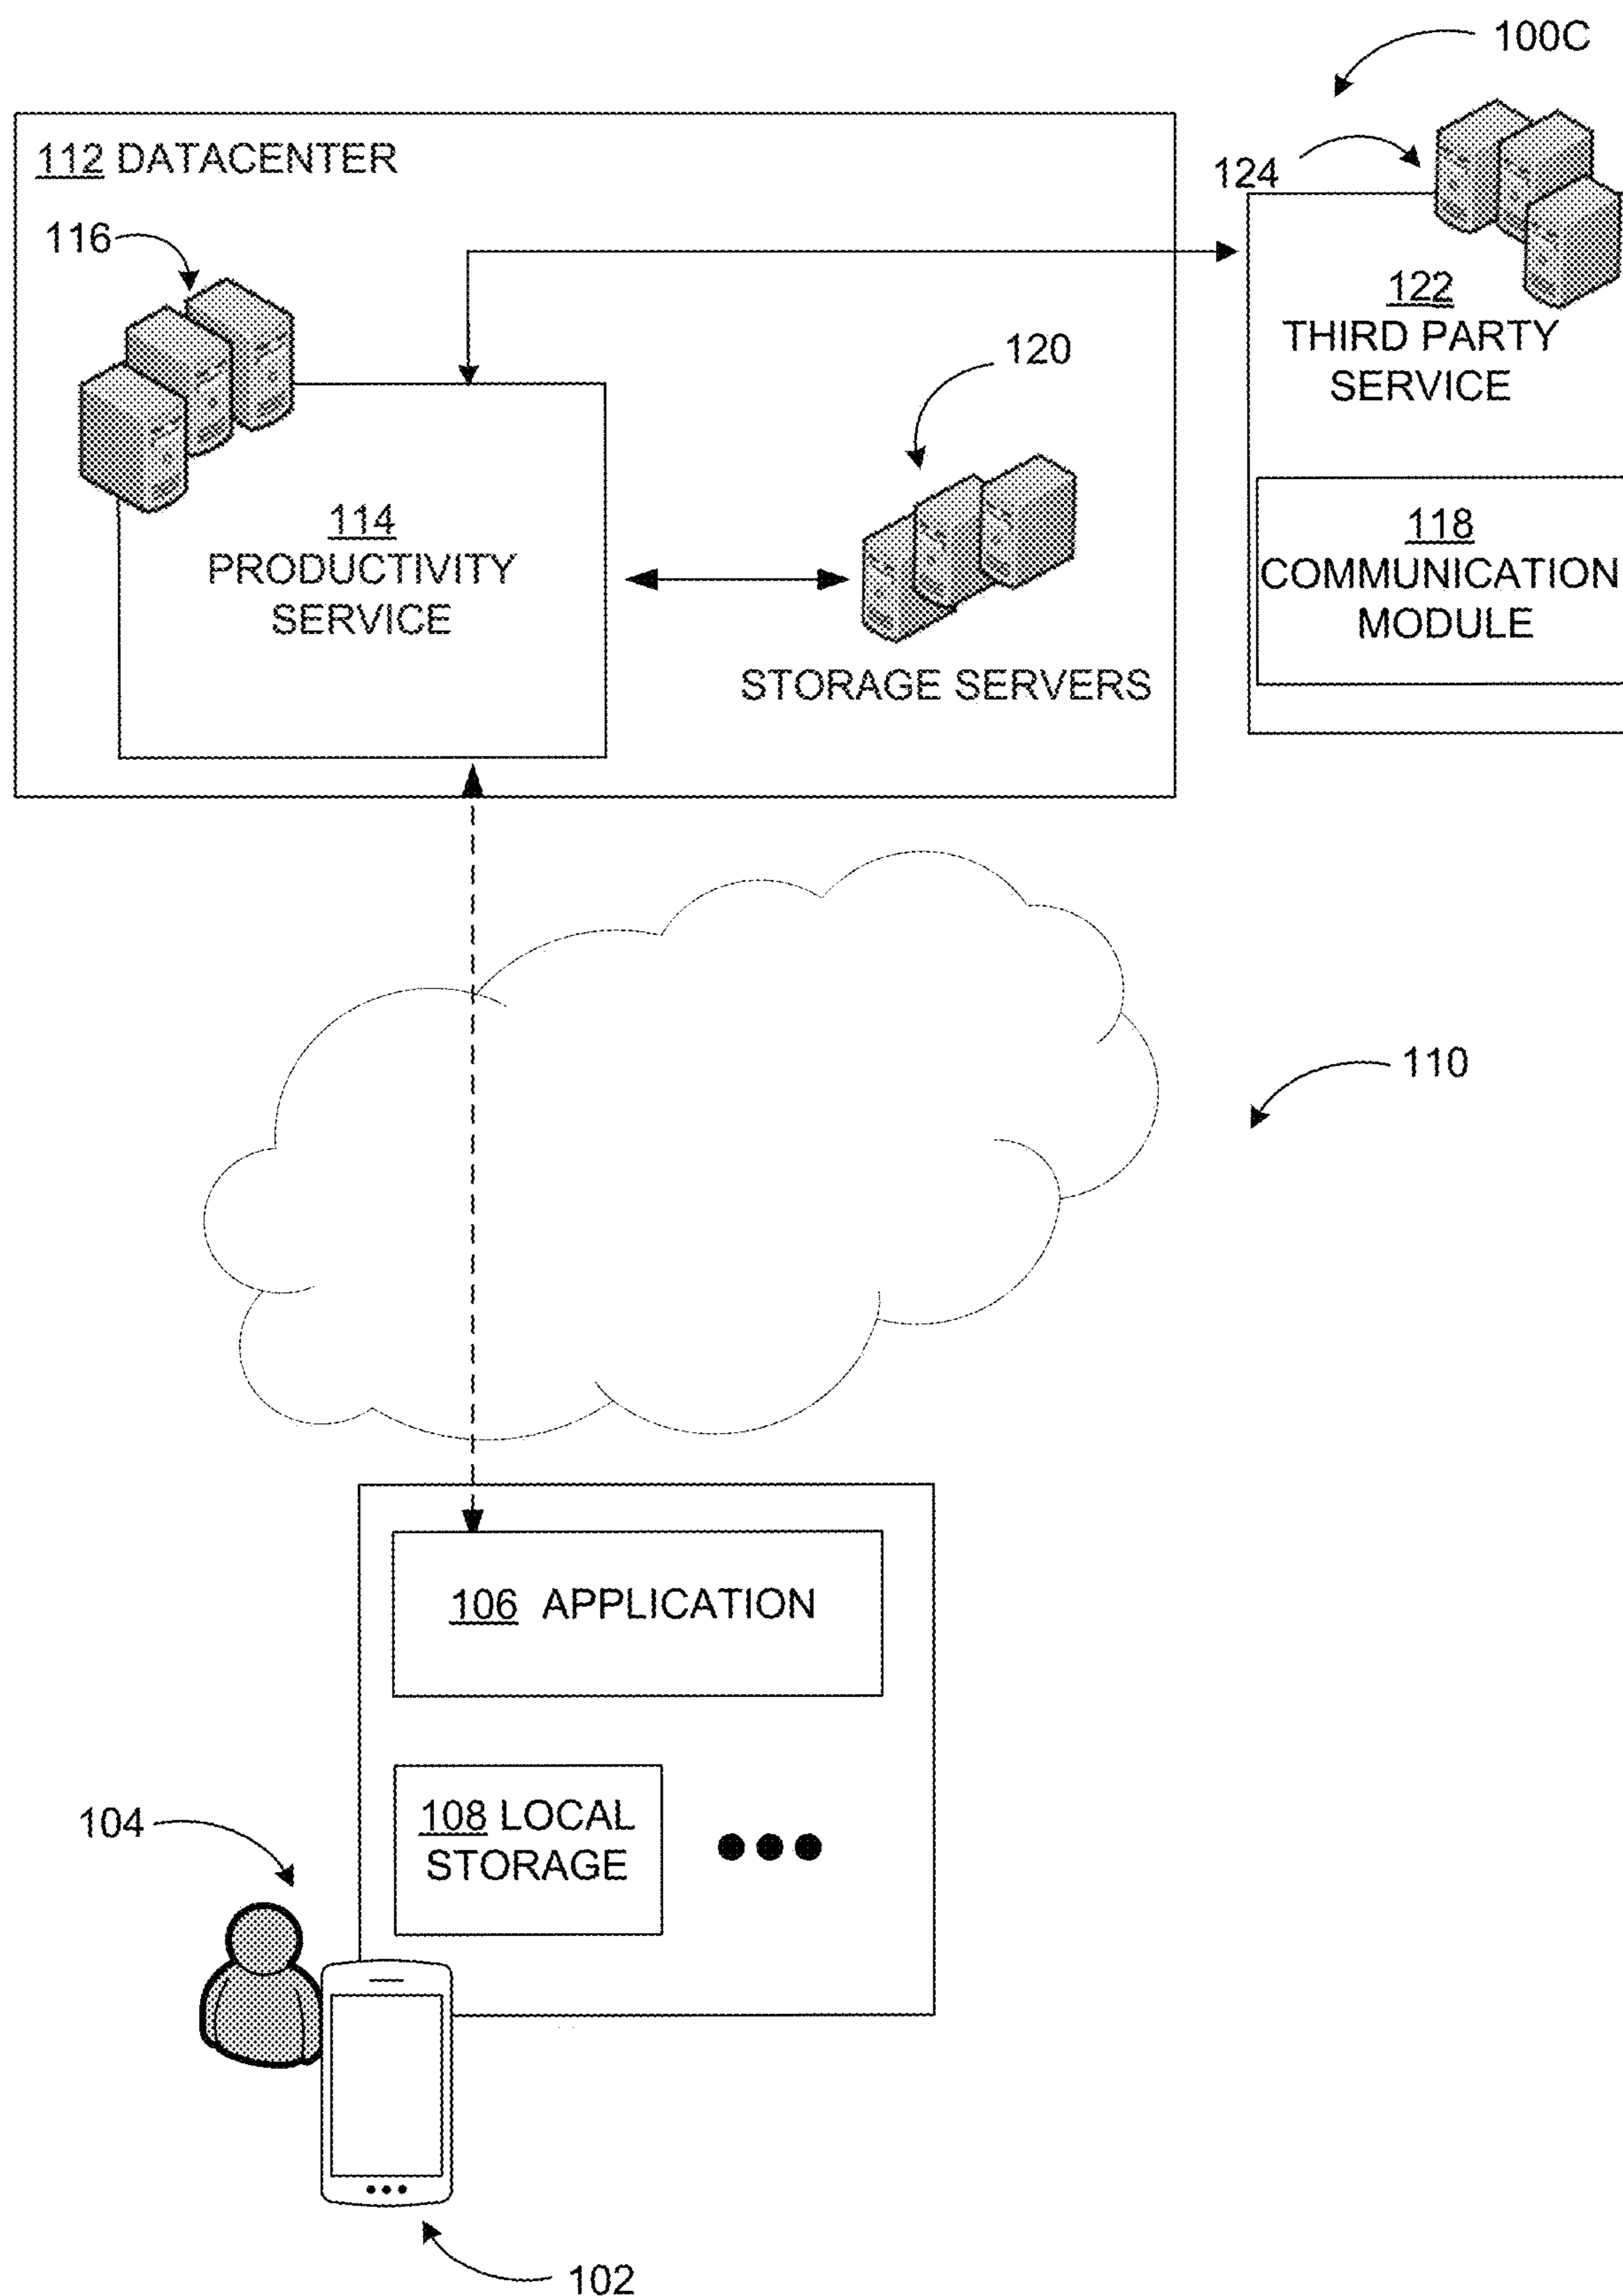 100C
112 DATACENTER
124
116
122
THIRD PARTY
SERVICE
120
114
PRODUCTIVITY
SERVICE
118
COMMUNICATION
MODULE
STORAGE SERVERS
110
106 APPLICATION
108 LOCAL
STORAGE
104
102